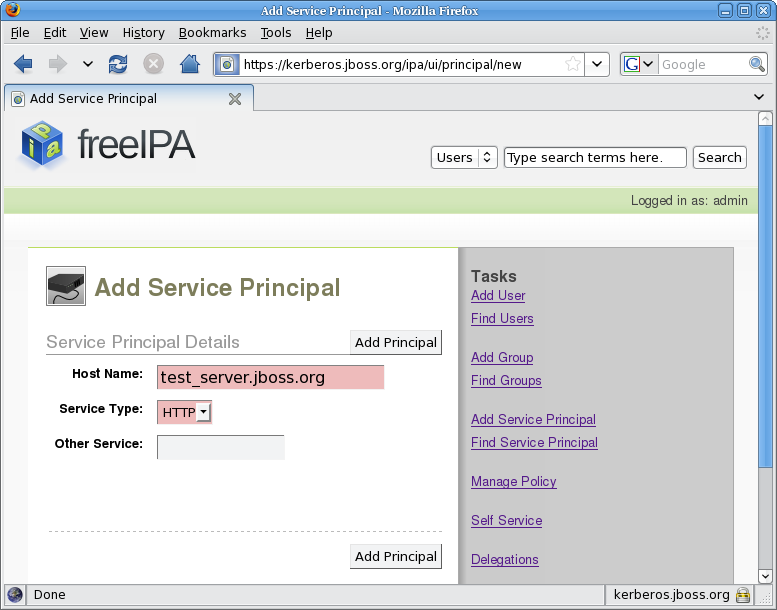 Add Service Principal - Mozilla Firefox
File Edit View History Bookmarks Tools Help
https://kerberos.jboss.org/ipa/ui/principal/new
G Google
Add Service Principal
ipa freeIPA
Users Type search terms here. Search
Logged in as: admin
Add Service Principal
Service Principal Details Add Principal
Host Name: test_server.jboss.org
Service Type: HTTP
Other Service:
Add Principal
Tasks
Add User
Find Users
Add Group
Find Groups
Add Service Principal
Find Service Principal
Manage Policy
Self Service
Delegations
Done kerberos.jboss.org